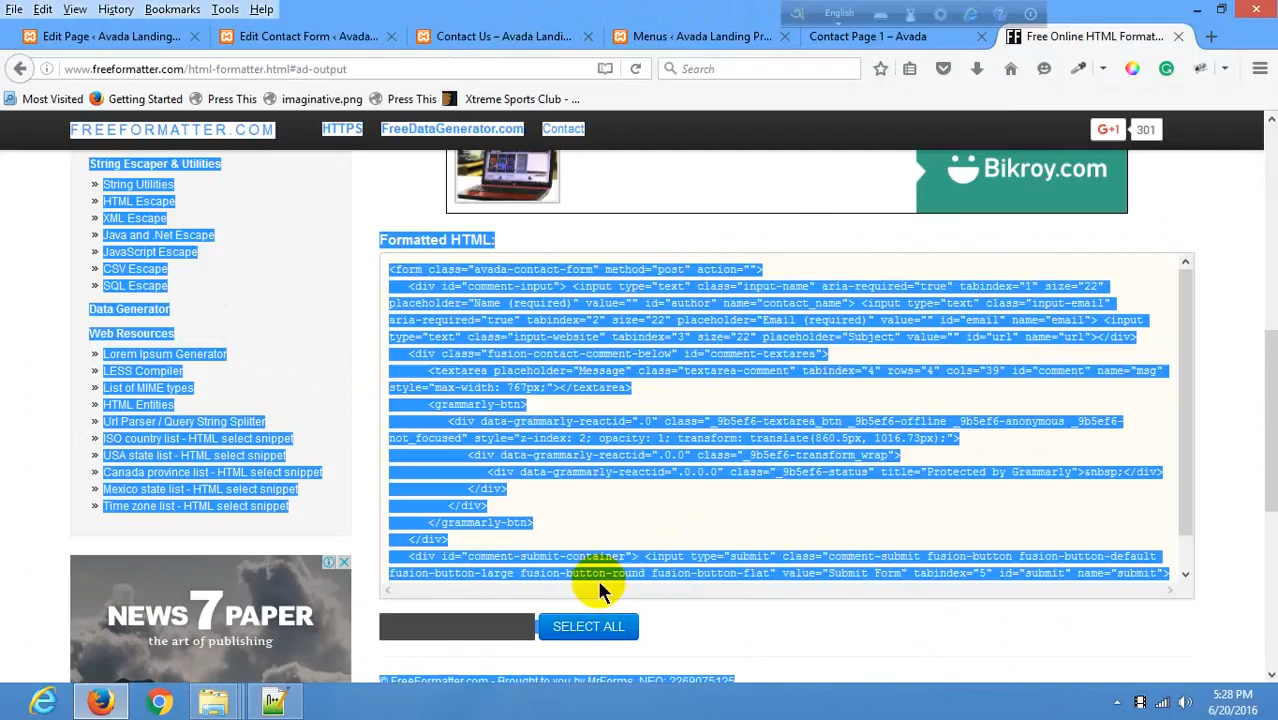 File Edit View History Bookmarks Tools Help
English
Edit Page ‹ Avada Landing...
Edit Contact Form ‹ Avada...
Contact Us – Avada Landi...
Menus ‹ Avada Landing Pr...
Contact Page 1 – Avada
Free Online HTML Format...
www.freeformatter.com/html-formatter.html#ad-output
Search
Most Visited Getting Started Press This imaginative.png Press This Xtreme Sports Club - ...
FREEFORMATTER.COM HTTPS FreeDataGenerator.com Contact G+1 301
String Escaper & Utilities
» String Utilities
» HTML Escape
» XML Escape
» Java and .Net Escape
» JavaScript Escape
» CSV Escape
» SQL Escape
Data Generator
Web Resources
» Lorem Ipsum Generator
» LESS Compiler
» List of MIME types
» HTML Entities
» Url Parser / Query String Splitter
» ISO country list - HTML select snippet
» USA state list - HTML select snippet
» Canada province list - HTML select snippet
» Mexico state list - HTML select snippet
» Time zone list - HTML select snippet
NEWS 7 PAPER
the art of publishing
Bikroy.com
Formatted HTML:
<form class="avada-contact-form" method="post" action="">
<div id="comment-input"> <input type="text" class="input-name" aria-required="true" tabindex="1" size="22"
placeholder="Name (required)" value="" id="author" name="contact_name"> <input type="text" class="input-email"
aria-required="true" tabindex="2" size="22" placeholder="Email (required)" value="" id="email" name="email"> <input
type="text" class="input-website" tabindex="3" size="22" placeholder="Subject" value="" id="url" name="url"></div>
<div class="fusion-contact-comment-below" id="comment-textarea">
<textarea placeholder="Message" class="textarea-comment" tabindex="4" rows="4" cols="39" id="comment" name="msg"
style="max-width: 767px;"></textarea>
<grammarly-btn>
<div data-grammarly-reactid=".0" class="_9b5ef6-textarea_btn _9b5ef6-offline _9b5ef6-anonymous _9b5ef6-
not_focused" style="z-index: 2; opacity: 1; transform: translate(860.5px, 1016.73px);">
<div data-grammarly-reactid=".0.0" class="_9b5ef6-transform_wrap">
<div data-grammarly-reactid=".0.0.0" class="_9b5ef6-status" title="Protected by Grammarly">&nbsp;</div>
</div>
</div>
</grammarly-btn>
</div>
<div id="comment-submit-container"> <input type="submit" class="comment-submit fusion-button fusion-button-default
fusion-button-large fusion-button-round fusion-button-flat" value="Submit Form" tabindex="5" id="submit" name="submit">
SELECT ALL
© FreeFormatter.com - Brought to you by MrForms, NEQ: 2269075125
5:28 PM
6/20/2016